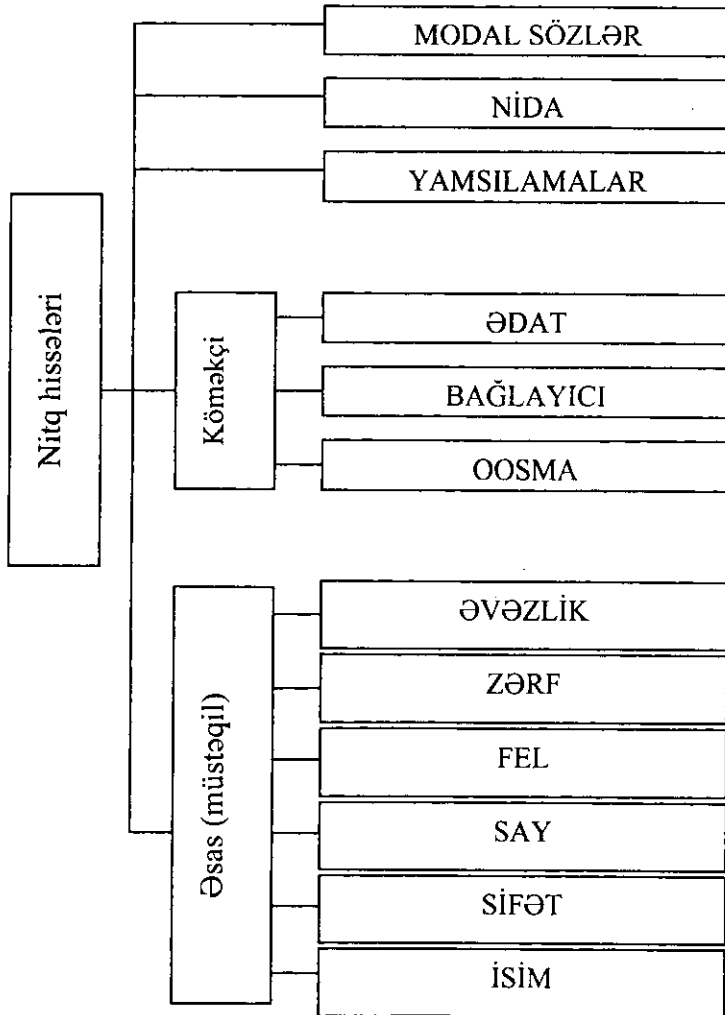 MODAL SÖZLƏR
NİDA
YAMSILAMALAR
Nitq hissələri
Köməkçi
ƏDAT
BAĞLAYICI
OOSMA
Əsas (müstəqil)
ƏVƏZLİK
ZƏRF
FEL
SAY
SİFƏT
İSİM